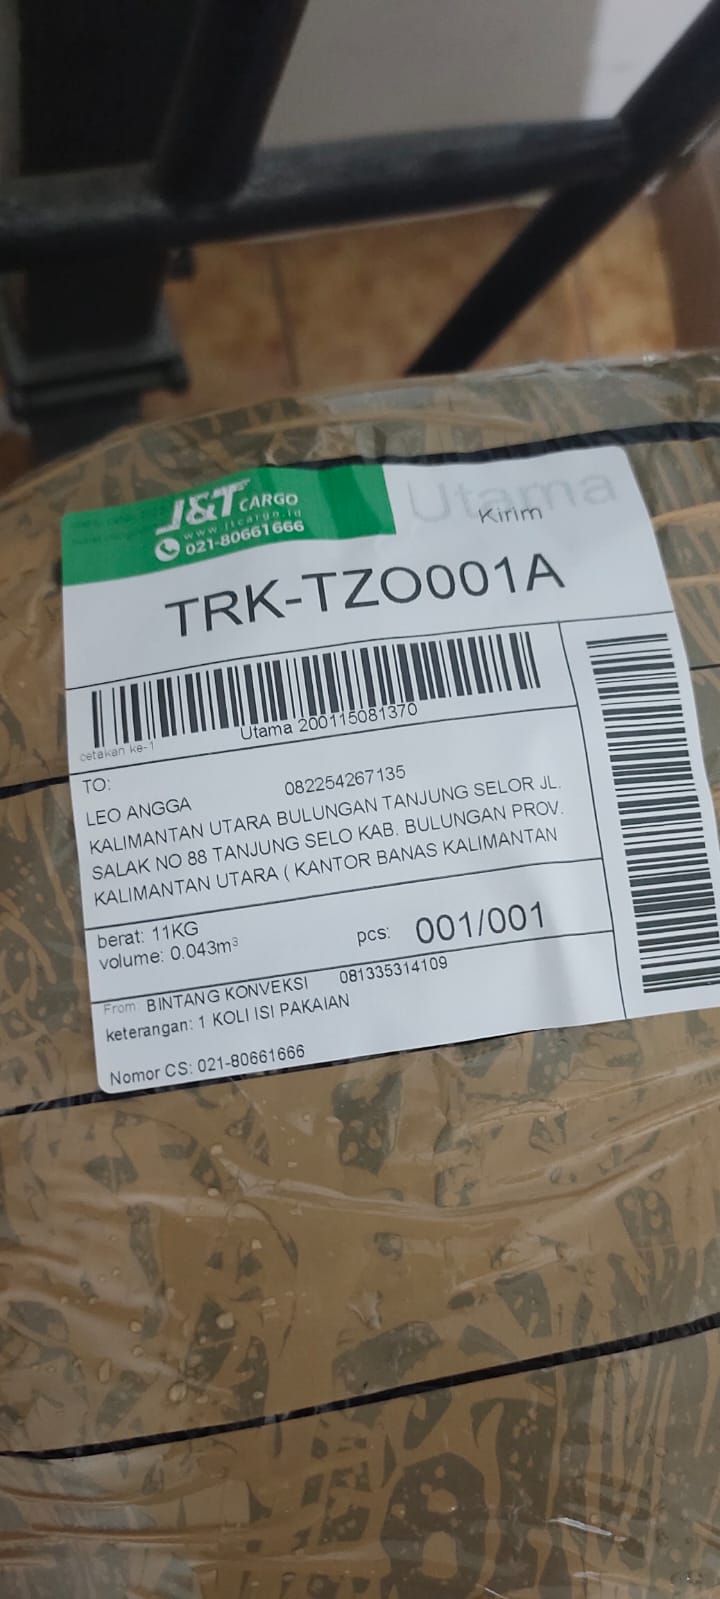 J&T CARGO
www.jtcargo.id
021-80661666
Utama
Kirim
TRK-TZO001A
cetakan ke-1
Utama 200115081370
TO:
LEO ANGGA 082254267135
KALIMANTAN UTARA BULUNGAN TANJUNG SELOR JL.
SALAK NO 88 TANJUNG SELO KAB. BULUNGAN PROV.
KALIMANTAN UTARA ( KANTOR BANAS KALIMANTAN
berat: 11KG
volume: 0.043m³
pcs: 001/001
From: BINTANG KONVEKSI 081335314109
keterangan: 1 KOLI ISI PAKAIAN
Nomor CS: 021-80661666